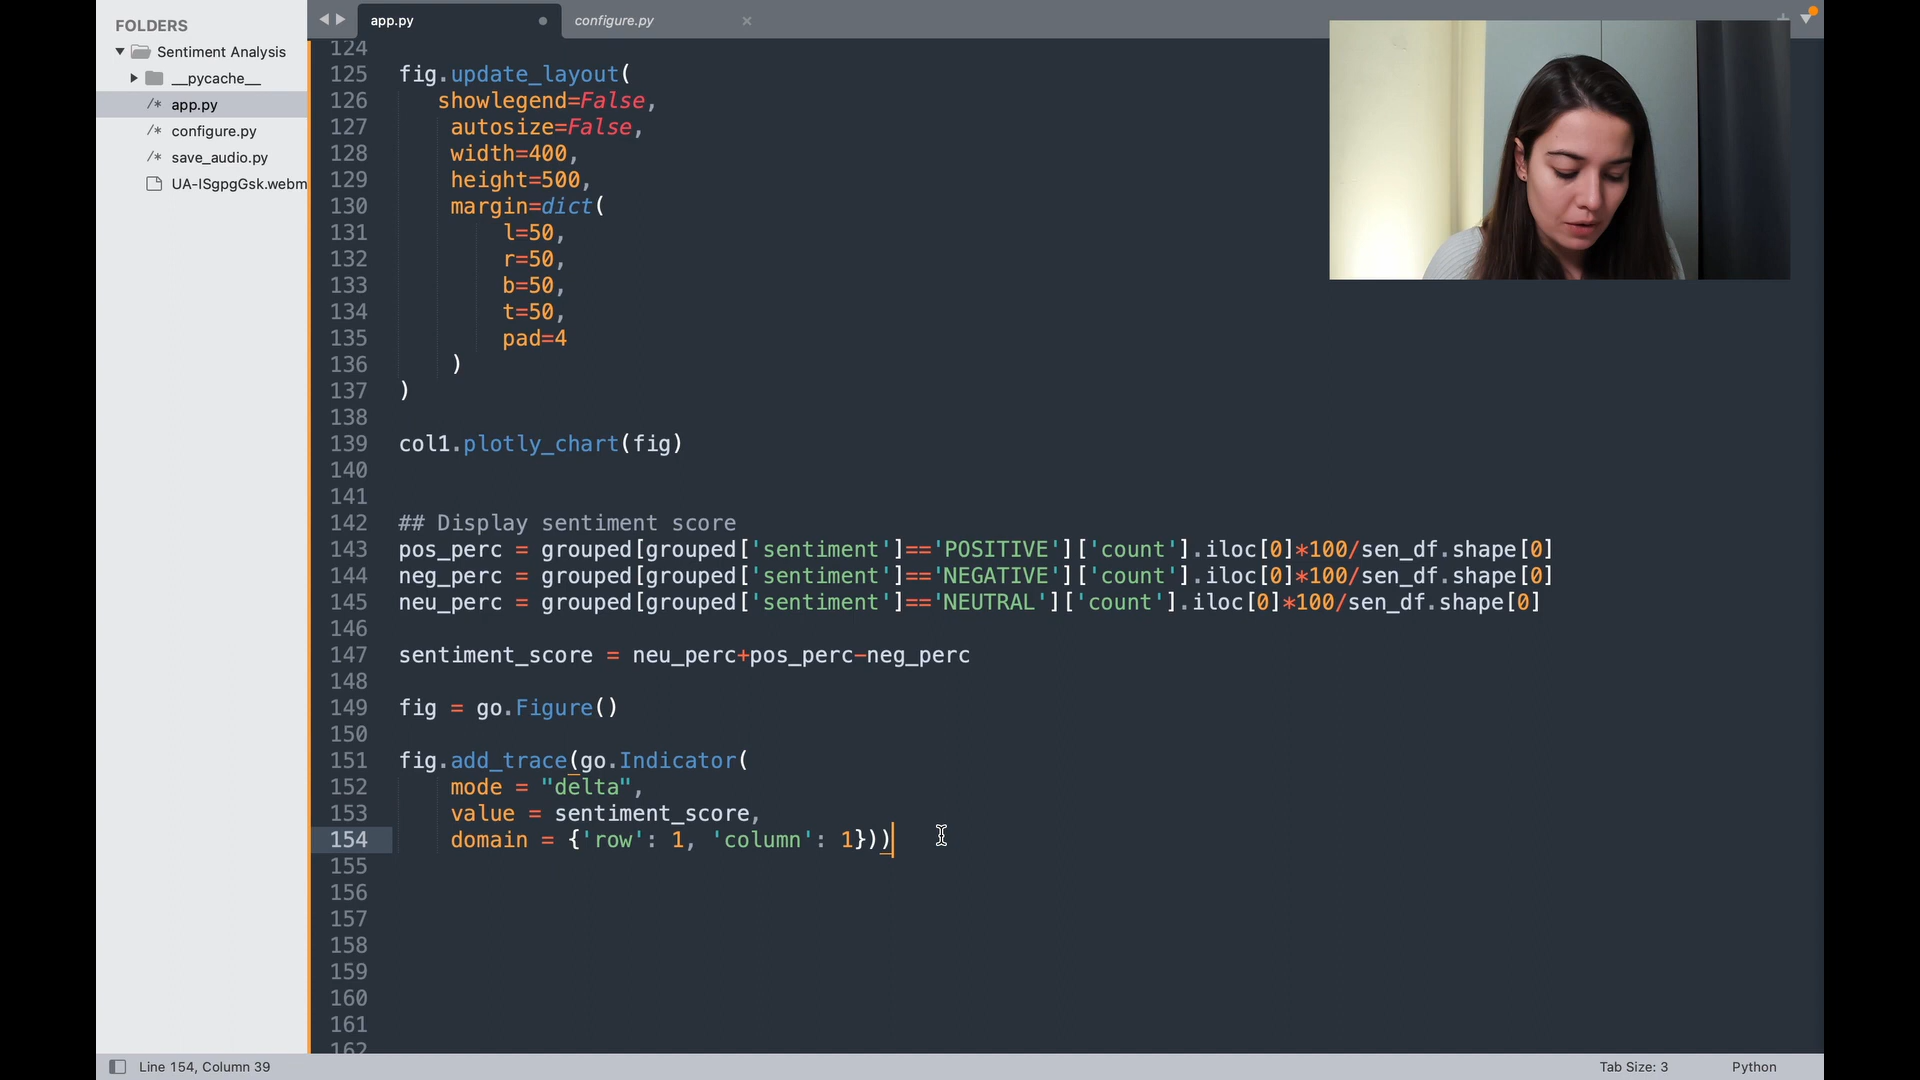 FOLDERS
Sentiment Analysis
__pycache__
/* app.py
/* configure.py
/* save_audio.py
UA-ISgpgGsk.webm
app.py
configure.py
124
125 fig.update_layout(
126 showlegend=False,
127 autosize=False,
128 width=400,
129 height=500,
130 margin=dict(
131 l=50,
132 r=50,
133 b=50,
134 t=50,
135 pad=4
136 )
137 )
138
139 col1.plotly_chart(fig)
140
141
142 ## Display sentiment score
143 pos_perc = grouped[grouped['sentiment']=='POSITIVE']['count'].iloc[0]*100/sen_df.shape[0]
144 neg_perc = grouped[grouped['sentiment']=='NEGATIVE']['count'].iloc[0]*100/sen_df.shape[0]
145 neu_perc = grouped[grouped['sentiment']=='NEUTRAL']['count'].iloc[0]*100/sen_df.shape[0]
146
147 sentiment_score = neu_perc+pos_perc-neg_perc
148
149 fig = go.Figure()
150
151 fig.add_trace(go.Indicator(
152 mode = "delta",
153 value = sentiment_score,
154 domain = {'row': 1, 'column': 1}))
155
156
157
158
159
160
161
162
Line 154, Column 39
Tab Size: 3
Python